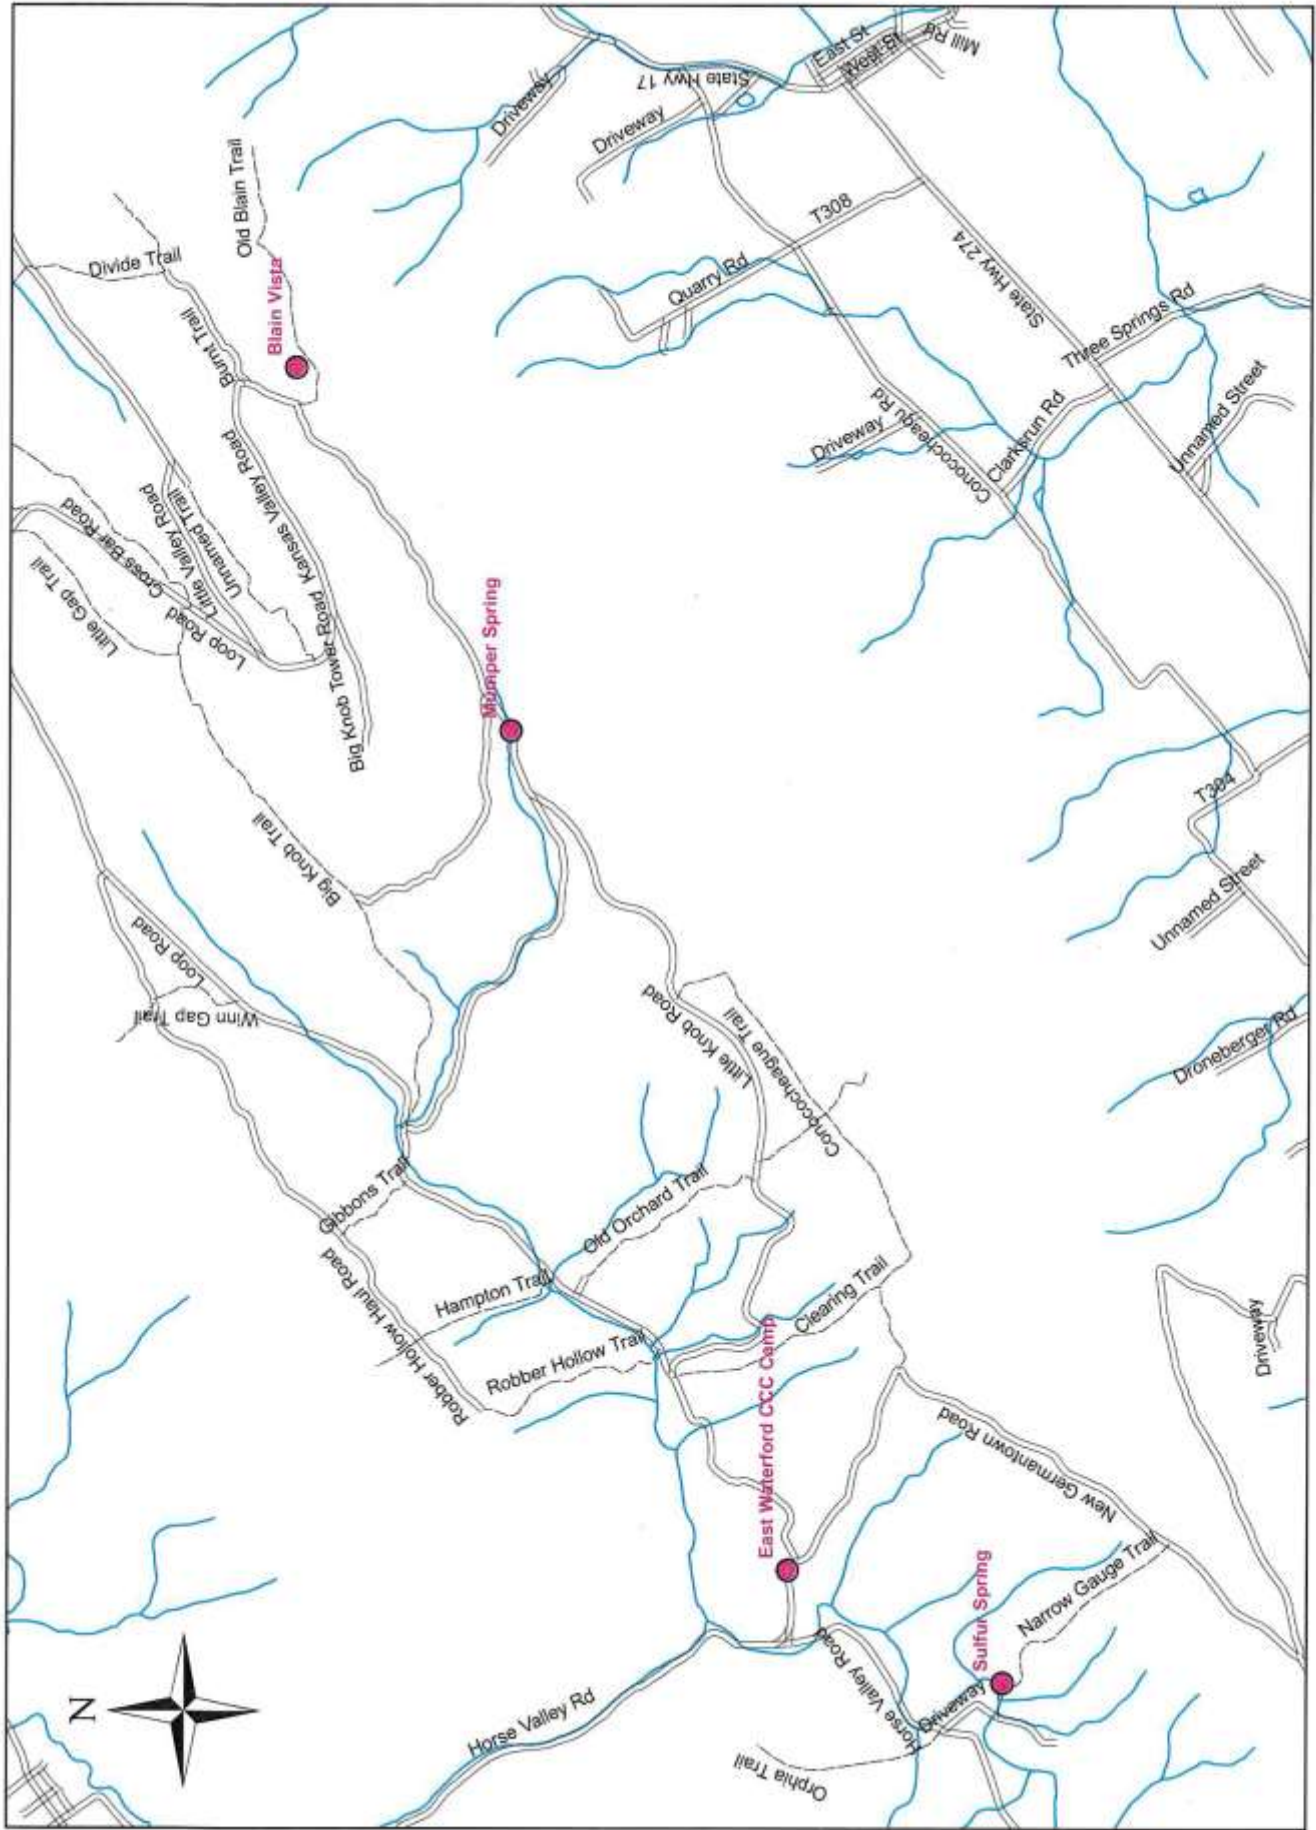 East St
West St
Mill Rd
State Hwy 17
Driveway
Driveway
Old Blain Trail
Divide Trail
Blain Vista
T308
Quarry Rd
State Hwy 274
Burnt Trail
Three Springs Rd
Unnamed Street
Clarksrun Rd
Conococheagu Rd
Driveway
Kansas Valley Road
Cross Bar Road
Little Valley Road
Unnamed Trail
Little Gap Trail
Loop Road
Big Knob Tower Road
Mumper Spring
Big Knob Trail
T304
Unnamed Street
Loop Road
Winn Gap Trail
Little Knob Road
Conococheague Trail
Droneberger Rd
Gibbons Trail
Old Orchard Trail
Hampton Trail
Robber Hollow Haul Road
Robber Hollow Trail
Clearing Trail
Driveway
East Waterford CCC Camp
New Germantown Road
Narrow Gauge Trail
Sulfur Spring
Horse Valley Road
Driveway
Horse Valley Rd
Orphia Trail
N